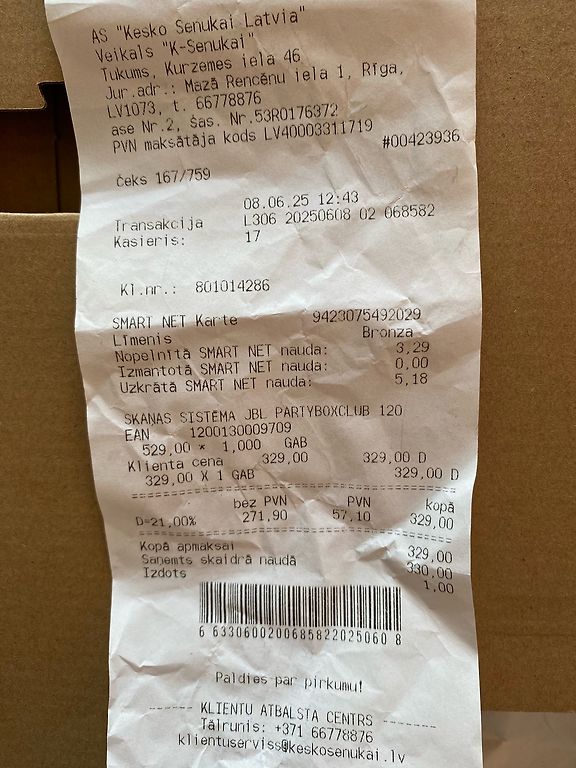 AS "Kesko Senukai Latvia"
Veikals "K-Senukai"
Tukums, Kurzemes iela 46
Jur.adr.: Mazā Rencēnu iela 1, Rīga,
LV1073, t. 66778876
ase Nr.2, Šas. Nr.53R0176372
PVN maksātāja kods LV40003311719
#00423936
čeks 167/759
08.06.25 12:43
Transakcija L306 20250608 02 068582
Kasieris: 17
Kl.nr.: 801014286
SMART NET Karte 9423075492029
Līmenis Bronza
Nopelnītā SMART NET nauda: 3,29
Izmantotā SMART NET nauda: 0,00
Uzkrātā SMART NET nauda: 5,18
SKAŅAS SISTĒMA JBL PARTYBOXCLUB 120
EAN 1200130009709
529,00 * 1,000 GAB
Klienta cena 329,00 329,00 D
329,00 X 1 GAB 329,00 D
bez PVN PVN kopā
D=21,00% 271,90 57,10 329,00
Kopā apmaksai 329,00
Saņemts skaidrā naudā 330,00
Izdots 1,00
6 6330600200685822025060 8
Paldies par pirkumu!
------ KLIENTU ATBALSTA CENTRS -------
Tālrunis: +371 66778876
klientuserviss@keskosenukai.lv